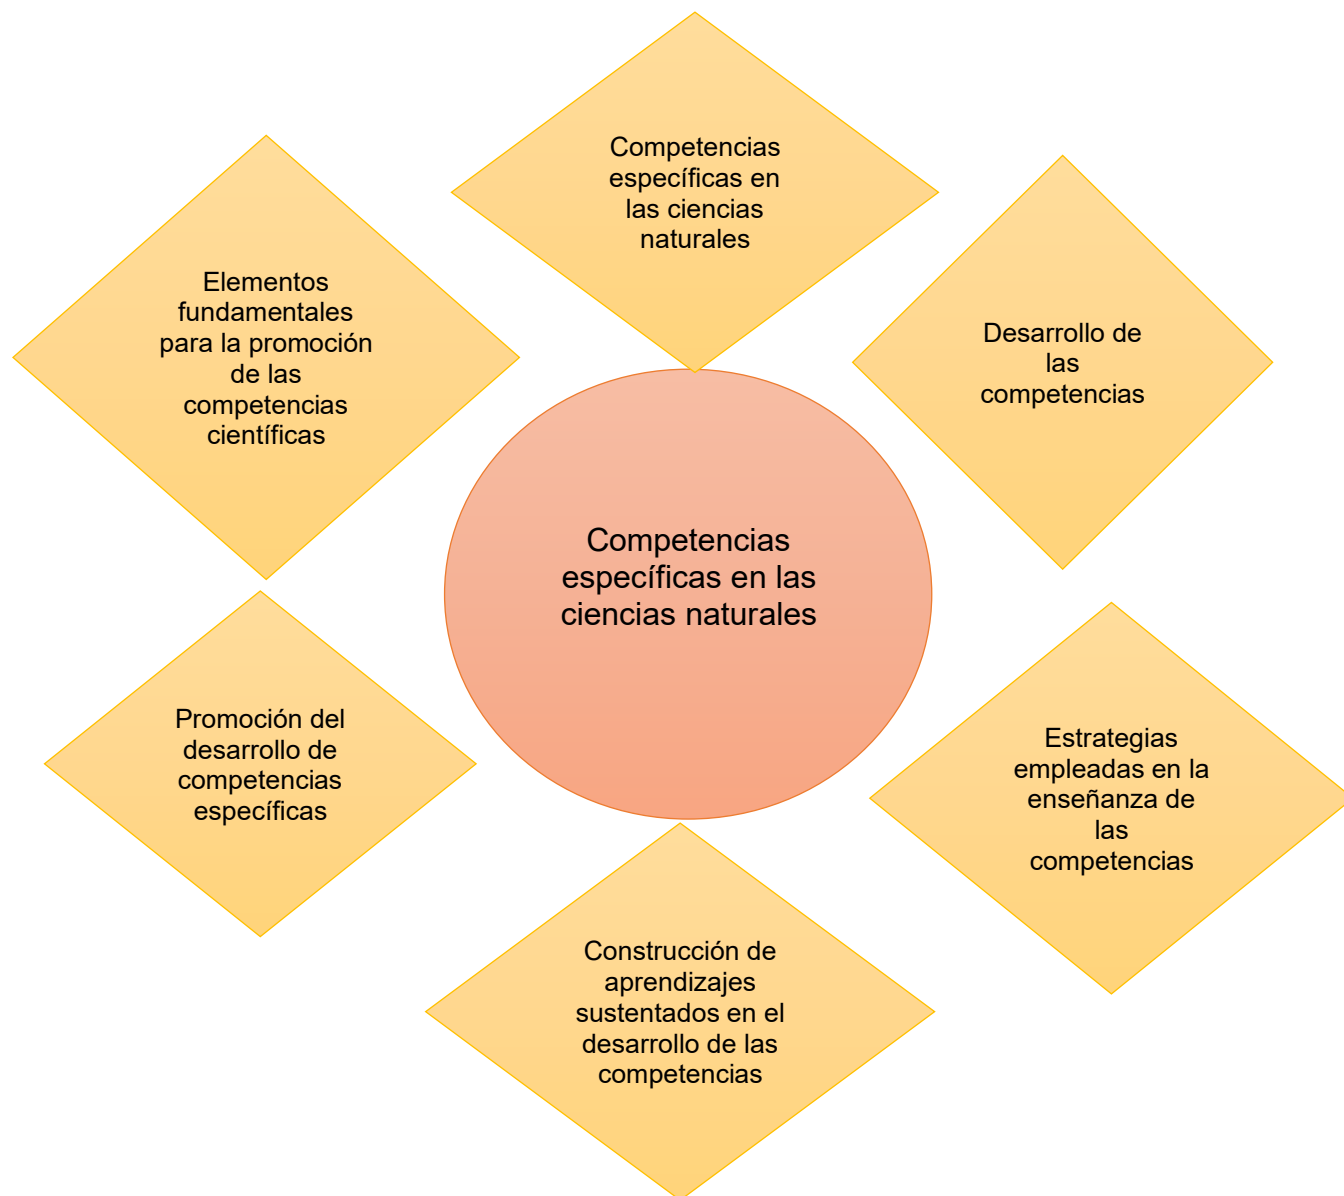 Competencias
específicas en
las ciencias
naturales
Elementos
fundamentales
para la promoción
de las
competencias
científicas
Desarrollo de
las
competencias
Competencias
específicas en las
ciencias naturales
Promoción del
desarrollo de
competencias
específicas
Estrategias
empleadas en la
enseñanza de
las
competencias
Construcción de
aprendizajes
sustentados en el
desarrollo de las
competencias